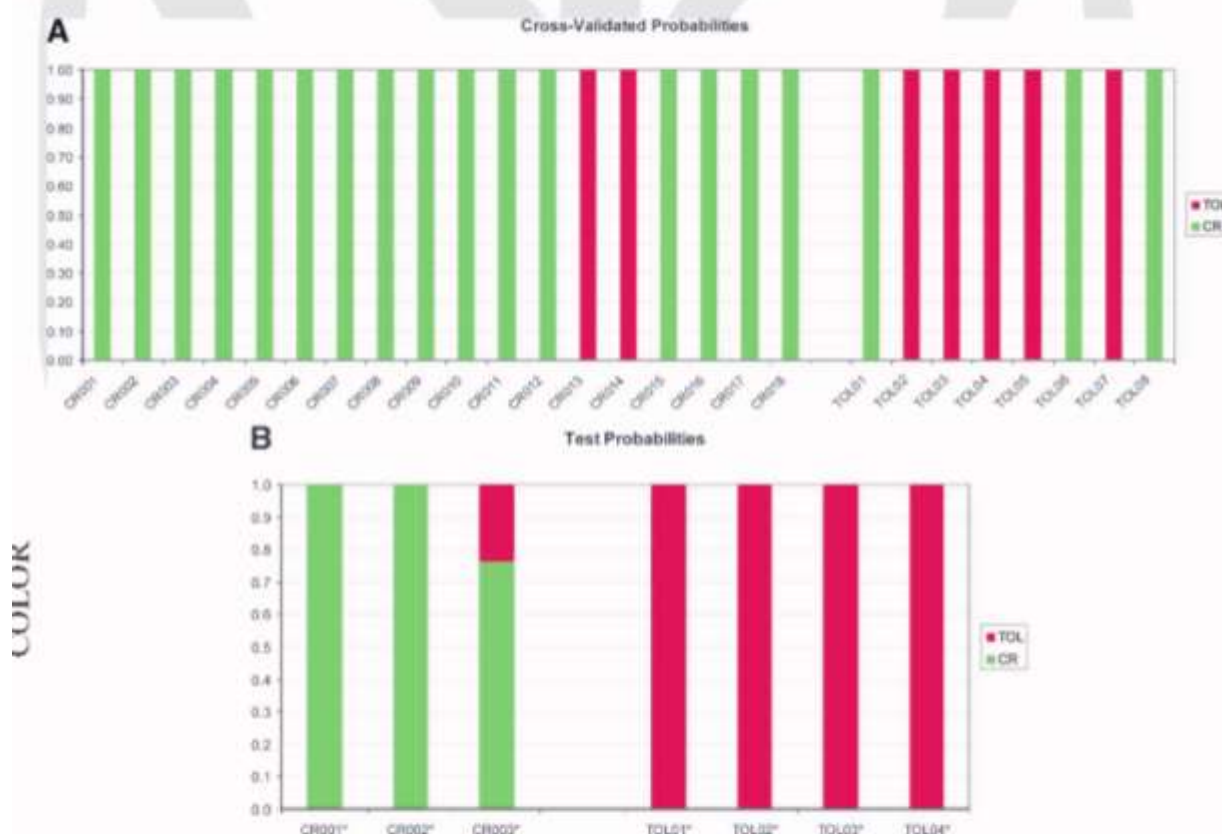 A
Cross-Validated Probabilities
1.00
0.90
0.80
0.70
0.60
0.50
0.40
0.30
0.20
0.10
0.00
CR001 CR002 CR003 CR004 CR005 CR006 CR007 CR008 CR009 CR010 CR011 CR012 CR013 CR014 CR015 CR016 CR017 CR018 TOL01 TOL02 TOL03 TOL04 TOL05 TOL06 TOL07 TOL08
CR
B
Test Probabilities
1.0
0.9
0.8
0.7
0.6
0.5
0.4
0.3
0.2
0.1
0.0
CR001* CR002* CR003* TOL01* TOL02* TOL03* TOL04*
TOL
CR
COLOR